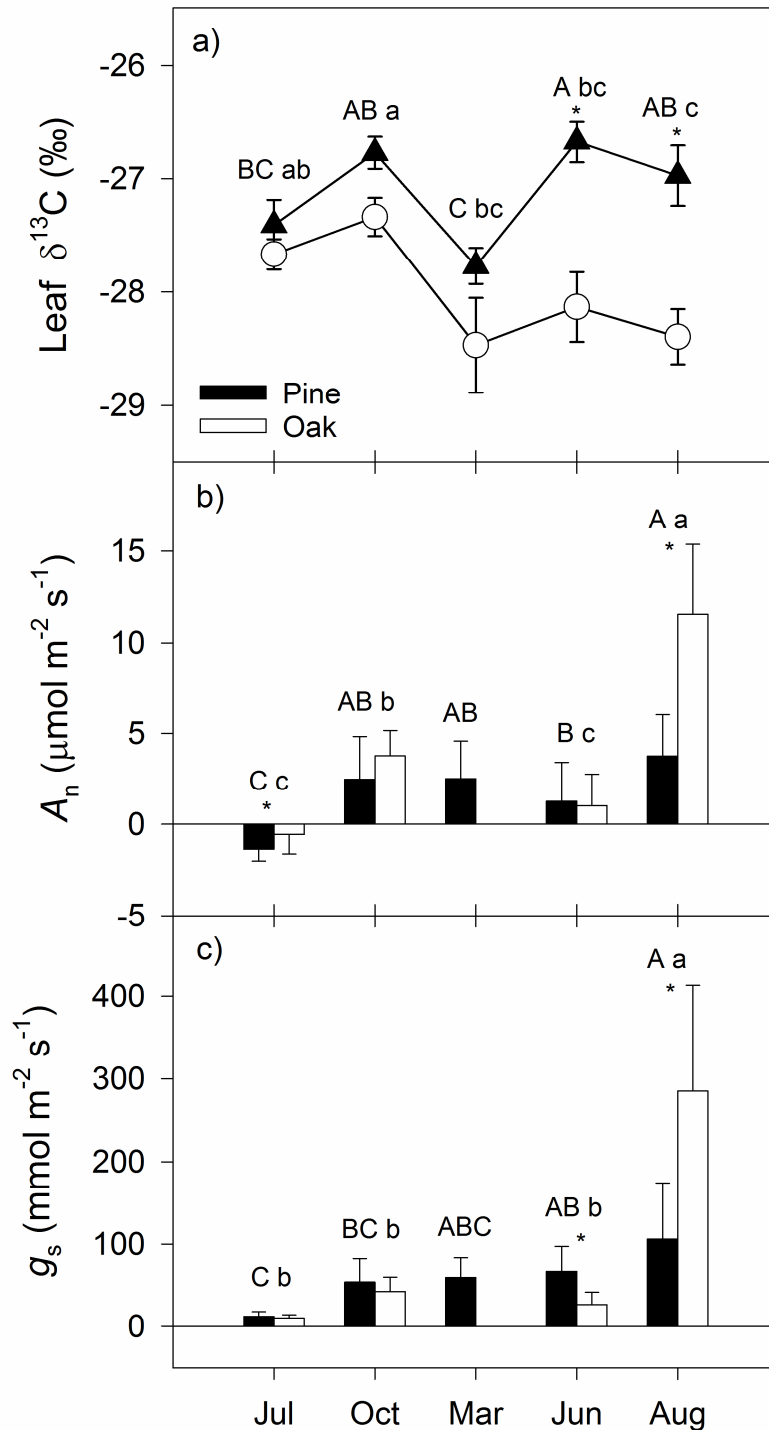 a)
-26
-27
-28
-29
Leaf δ¹³C (‰)
BC ab
AB a
C bc
A bc
*
AB c
*
Pine
Oak
b)
15
10
5
0
-5
Aₙ (μmol m⁻² s⁻¹)
C c
*
AB b
AB
B c
A a
*
c)
400
300
200
100
0
gₛ (mmol m⁻² s⁻¹)
C b
BC b
ABC
AB b
*
A a
*
Jul Oct Mar Jun Aug